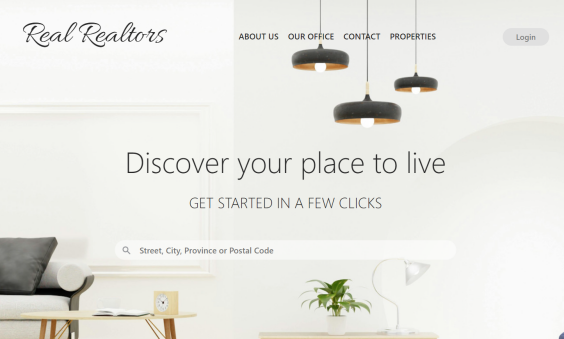 Real Realtors
ABOUT US OUR OFFICE CONTACT PROPERTIES
Login
Discover your place to live
GET STARTED IN A FEW CLICKS
Street, City, Province or Postal Code